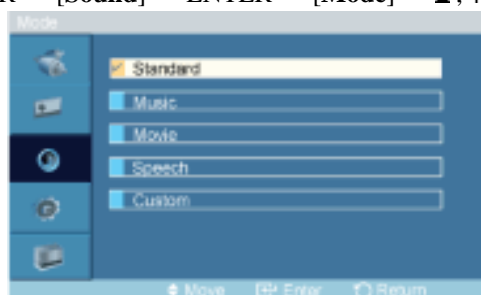 [Sound] ENTER [Mode]
Mode
Standard
Music
Movie
Speech
Custom
Move Enter Return